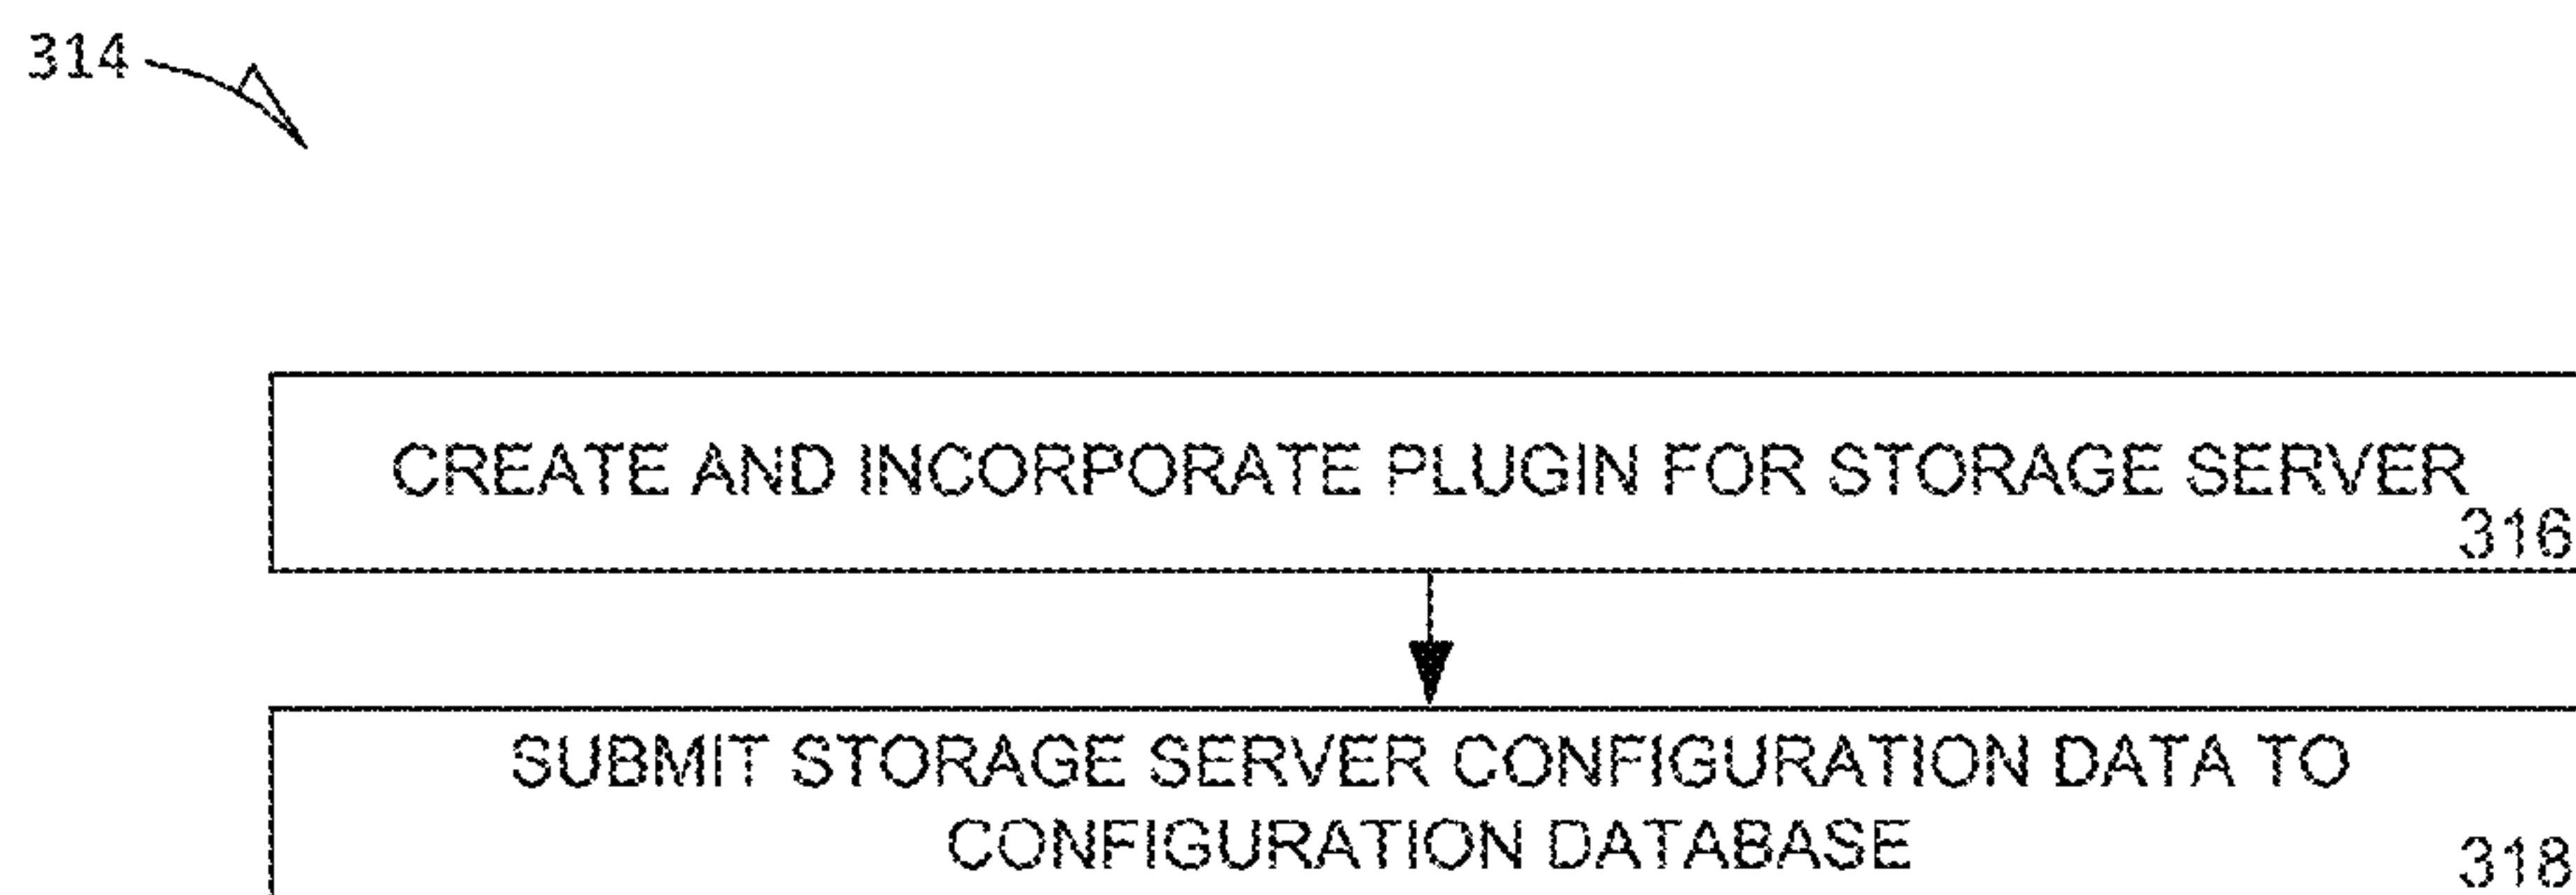 314
CREATE AND INCORPORATE PLUGIN FOR STORAGE SERVER
316
SUBMIT STORAGE SERVER CONFIGURATION DATA TO
CONFIGURATION DATABASE
318